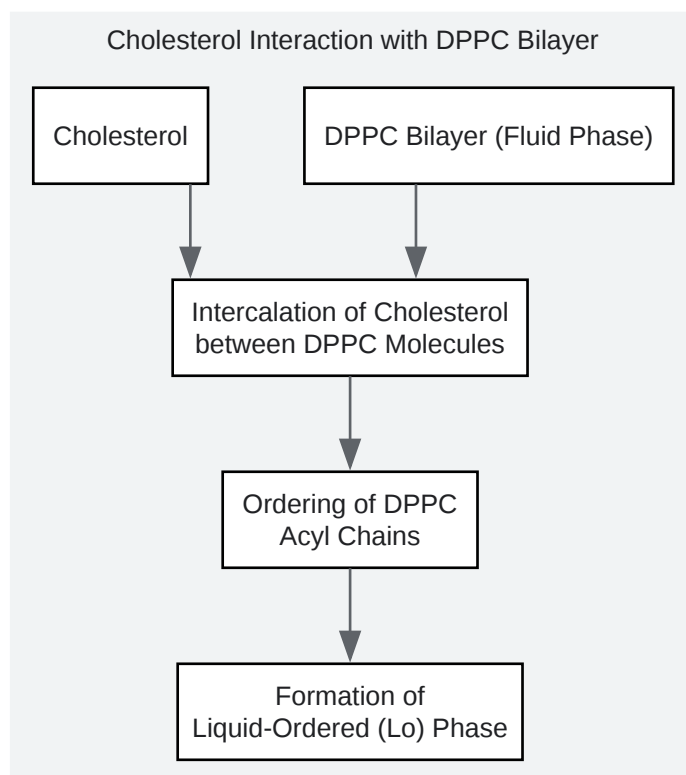 Cholesterol Interaction with DPPC Bilayer
Cholesterol
DPPC Bilayer (Fluid Phase)
Intercalation of Cholesterol
between DPPC Molecules
Ordering of DPPC
Acyl Chains
Formation of
Liquid-Ordered (Lo) Phase